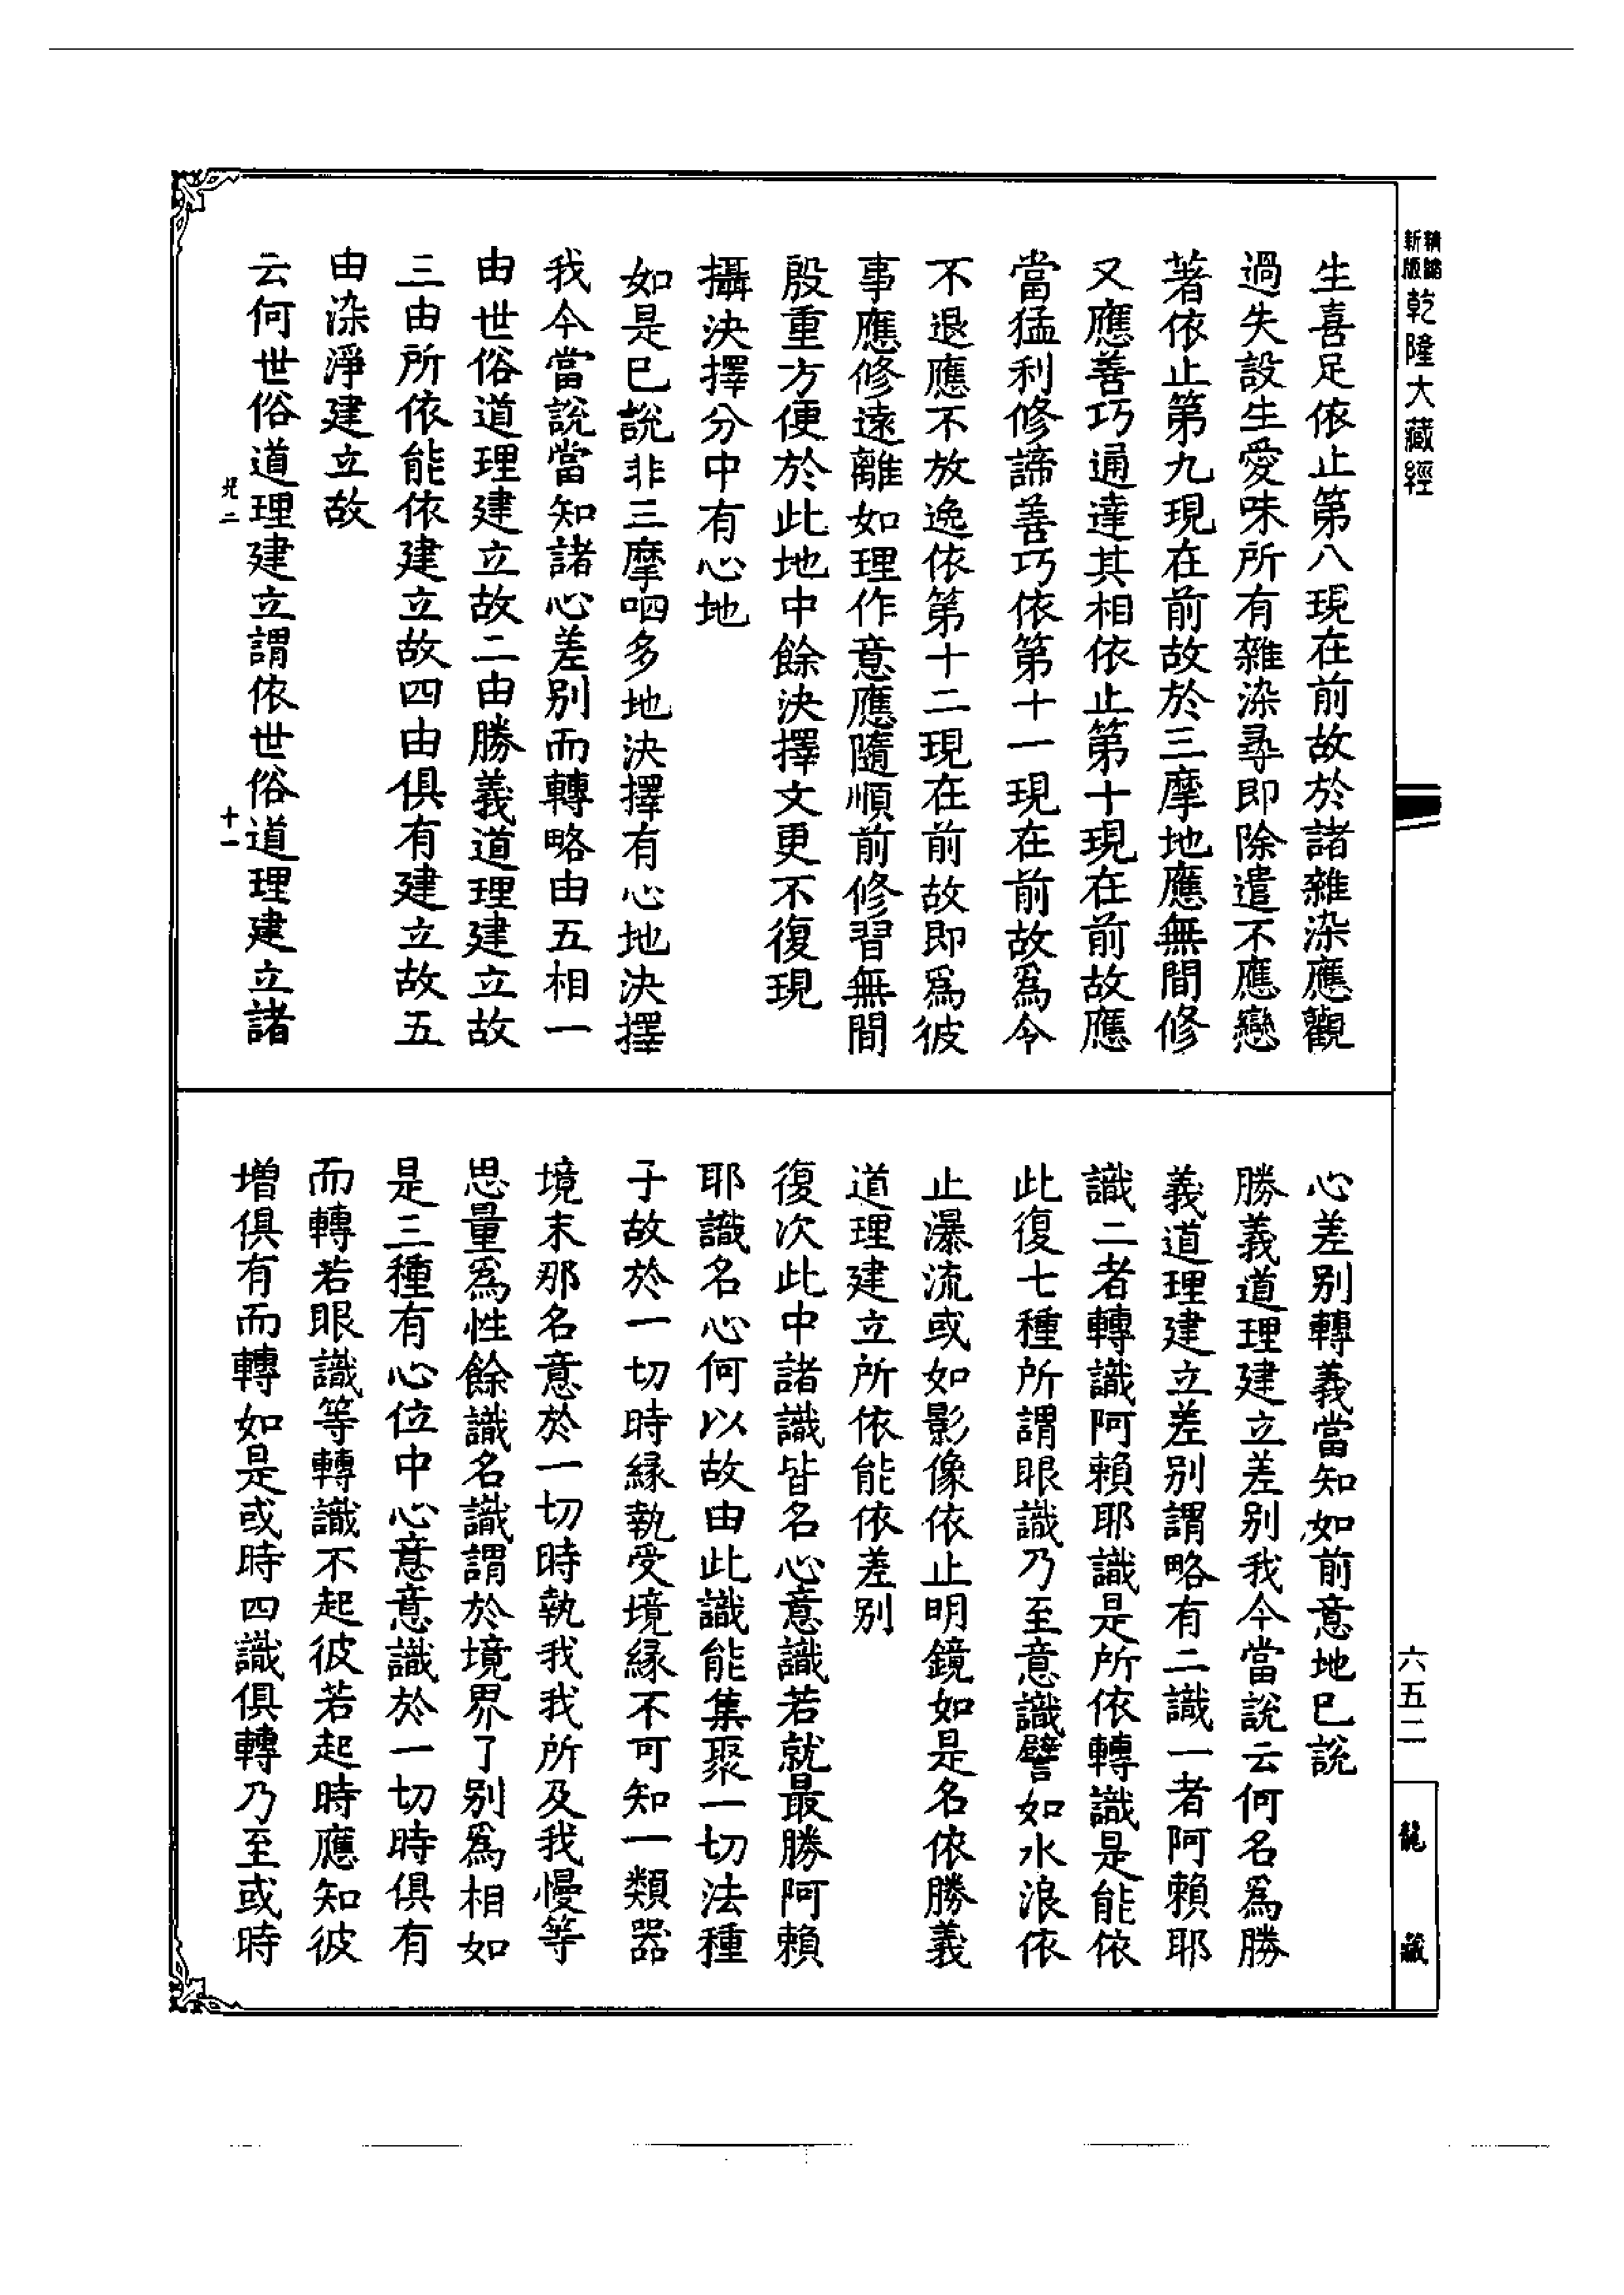 精縮新版乾隆大藏經
生喜足依止第八現在前故於諸雜染應觀
過失設生愛味所有雜染尋即除遣不應戀
著依止第九現在前故於三摩地應無間修
又應善巧通達其相依止第十現在前故應
當猛利修諦善巧依第十一現在前故爲今
不退應不放逸依第十二現在前故即爲彼
事應修遠離如理作意應隨順前修習無間
殷重方便於此地中餘決擇文更不復現
攝決擇分中有心地
如是巳說非三摩呬多地決擇有心地決擇
我今當說當知諸心差別而轉略由五相一
由世俗道理建立故二由勝義道理建立故
三由所依能依建立故四由俱有建立故五
由染淨建立故
云何世俗道理建立謂依世俗道理建立諸
二 十一
心差別轉義當知如前意地巳說
勝義道理建立差別我今當說云何名爲勝
義道理建立差別謂略有二識一者阿賴耶
識二者轉識阿賴耶識是所依轉識是能依
此復七種所謂眼識乃至意識譬如水浪依
止瀑流或如影像依止明鏡如是名依勝義
道理建立所依能依差別
復次此中諸識皆名心意識若就最勝阿賴
耶識名心何以故由此識能集聚一切法種
子故於一切時緣執受境緣不可知一類器
境末那名意於一切時執我我所及我慢等
思量爲性餘識名識謂於境界了別爲相如
是三種有心位中心意意識於一切時俱有
而轉若眼識等轉識不起彼若起時應知彼
增俱有而轉如是或時四識俱轉乃至或時
六五二
龍藏